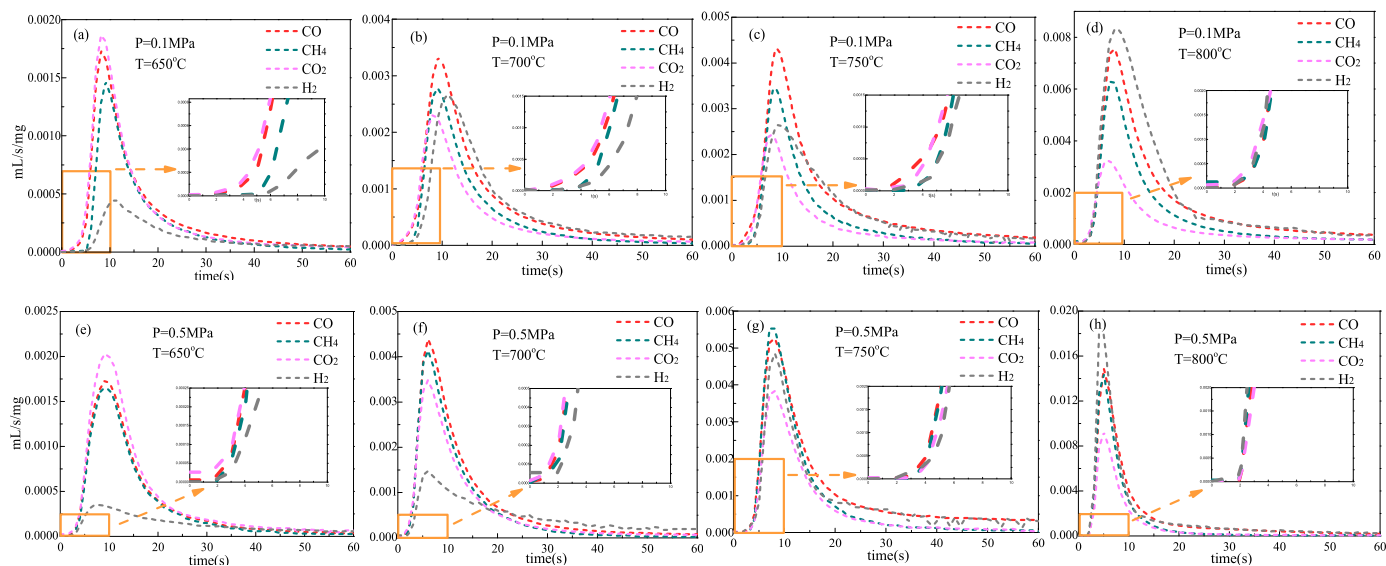 (a)
P=0.1MPa
T=650°C
CO
CH4
CO2
H2
0.0020
0.0015
0.0010
0.0005
0.0000
mL/s/mg
0 10 20 30 40 50 60
time(s)
(b)
P=0.1MPa
T=700°C
CO
CH4
CO2
H2
0.004
0.003
0.002
0.001
0.000
0 10 20 30 40 50 60
time(s)
(c)
P=0.1MPa
T=750°C
CO
CH4
CO2
H2
0.005
0.004
0.003
0.002
0.001
0.000
0 10 20 30 40 50 60
time(s)
(d)
P=0.1MPa
T=800°C
CO
CH4
CO2
H2
0.008
0.006
0.004
0.002
0.000
0 10 20 30 40 50 60
time(s)
(e)
P=0.5MPa
T=650°C
CO
CH4
CO2
H2
0.0025
0.0020
0.0015
0.0010
0.0005
0.0000
mL/s/mg
0 10 20 30 40 50 60
time(s)
(f)
P=0.5MPa
T=700°C
CO
CH4
CO2
H2
0.005
0.004
0.003
0.002
0.001
0.000
0 10 20 30 40 50 60
time(s)
(g)
P=0.5MPa
T=750°C
CO
CH4
CO2
H2
0.006
0.005
0.004
0.003
0.002
0.001
0.000
0 10 20 30 40 50 60
time(s)
(h)
P=0.5MPa
T=800°C
CO
CH4
CO2
H2
0.020
0.016
0.012
0.008
0.004
0.000
0 10 20 30 40 50 60
time(s)